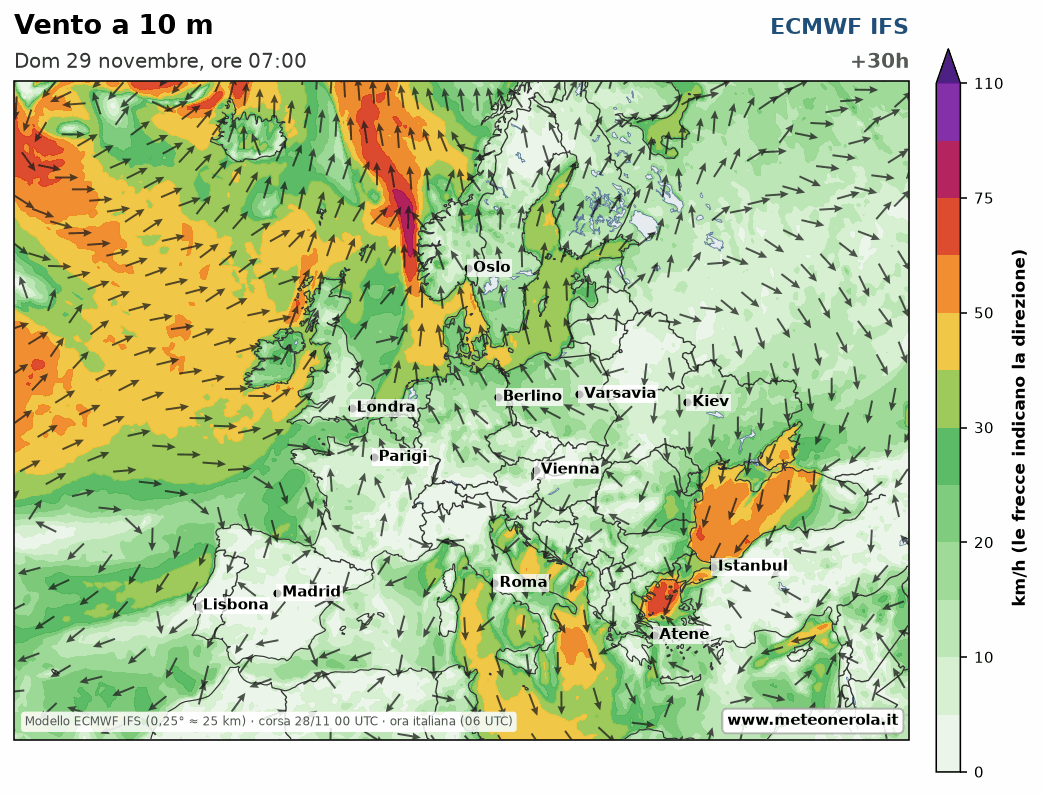 Vento a 10 m
ECMWF IFS
Dom 29 novembre, ore 07:00
+30h
Oslo
Berlino
Varsavia
Kiev
Londra
Parigi
Vienna
Istanbul
Roma
Madrid
Lisbona
Atene
Modello ECMWF IFS (0,25° ≈ 25 km) · corsa 28/11 00 UTC · ora italiana (06 UTC)
www.meteonerola.it
110
75
50
30
20
10
0
km/h (le frecce indicano la direzione)